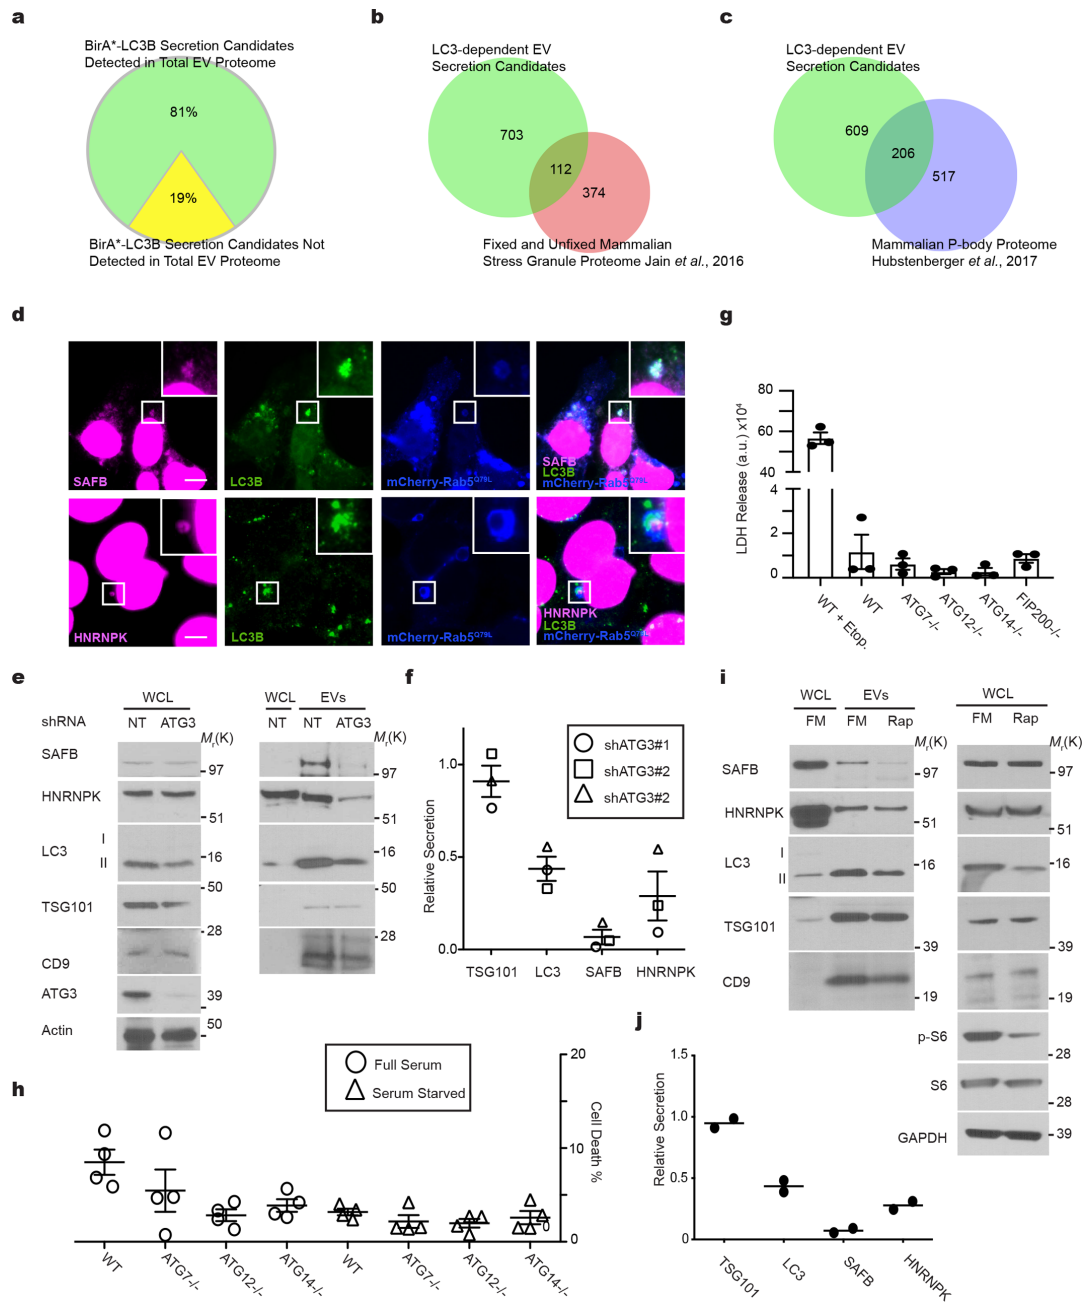 a
BirA*-LC3B Secretion Candidates
Detected in Total EV Proteome
81%
19%
BirA*-LC3B Secretion Candidates Not
Detected in Total EV Proteome
b
LC3-dependent EV
Secretion Candidates
703
112
374
Fixed and Unfixed Mammalian
Stress Granule Proteome Jain et al., 2016
c
LC3-dependent EV
Secretion Candidates
609
206
517
Mammalian P-body Proteome
Hubstenberger et al., 2017
d
SAFB
LC3B
mCherry-Rab5Q79L
SAFB
LC3B
mCherry-Rab5Q79L
HNRNPK
LC3B
mCherry-Rab5Q79L
HNRNPK
LC3B
mCherry-Rab5Q79L
g
LDH Release (a.u.) x10⁴
80
60
40
4
2
0
WT + Etop.
WT
ATG7-/-
ATG12-/-
ATG14-/-
FIP200-/-
e
WCL
WCL
EVs
shRNA
NT
ATG3
NT
NT
ATG3
Mr(K)
Mr(K)
SAFB
97
97
HNRNPK
51
51
LC3
I
II
16
16
TSG101
50
50
CD9
28
28
ATG3
39
Actin
50
f
Relative Secretion
1.0
0.5
0.0
shATG3#1
shATG3#2
shATG3#2
TSG101
LC3
SAFB
HNRNPK
i
WCL
EVs
WCL
FM
FM
Rap
FM
Rap
Mr(K)
Mr(K)
SAFB
97
97
HNRNPK
51
51
LC3
I
II
16
16
TSG101
39
39
CD9
19
19
p-S6
28
S6
28
GAPDH
39
h
Full Serum
Serum Starved
20
10
0
Cell Death %
0
WT
ATG7-/-
ATG12-/-
ATG14-/-
WT
ATG7-/-
ATG12-/-
ATG14-/-
j
Relative Secretion
1.5
1.0
0.5
0
TSG101
LC3
SAFB
HNRNPK